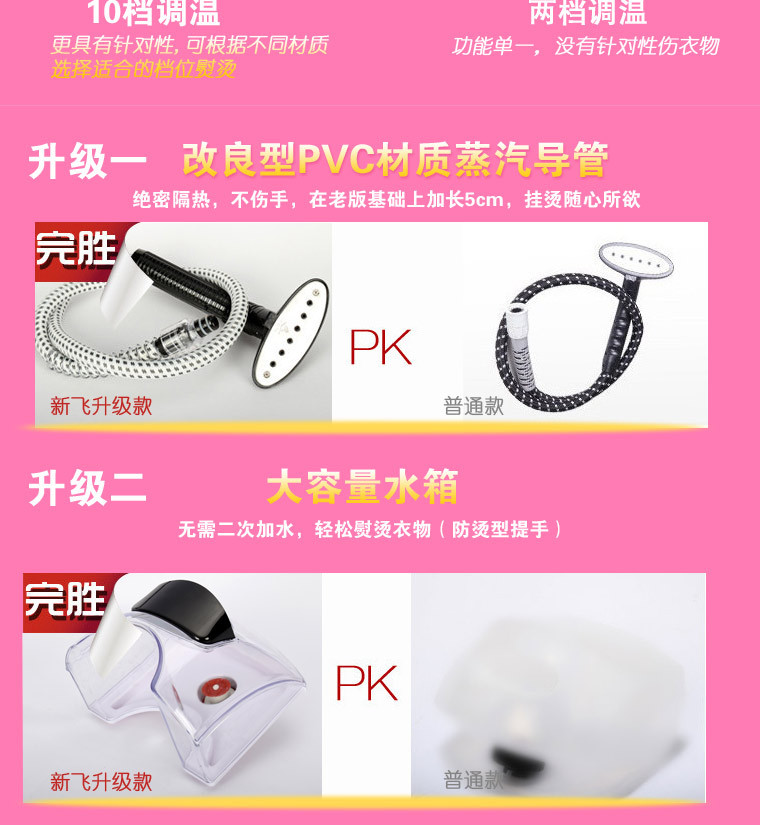 10档调温
两档调温
更具有针对性,可根据不同材质
选择适合的档位熨烫
功能单一，没有针对性伤衣物
升级一 改良型PVC材质蒸汽导管
绝密隔热，不伤手，在老版基础上加长5cm，挂烫随心所欲
完胜
PK
新飞升级款
普通款
升级二 大容量水箱
无需二次加水，轻松熨烫衣物（防烫型提手）
完胜
PK
新飞升级款
普通款